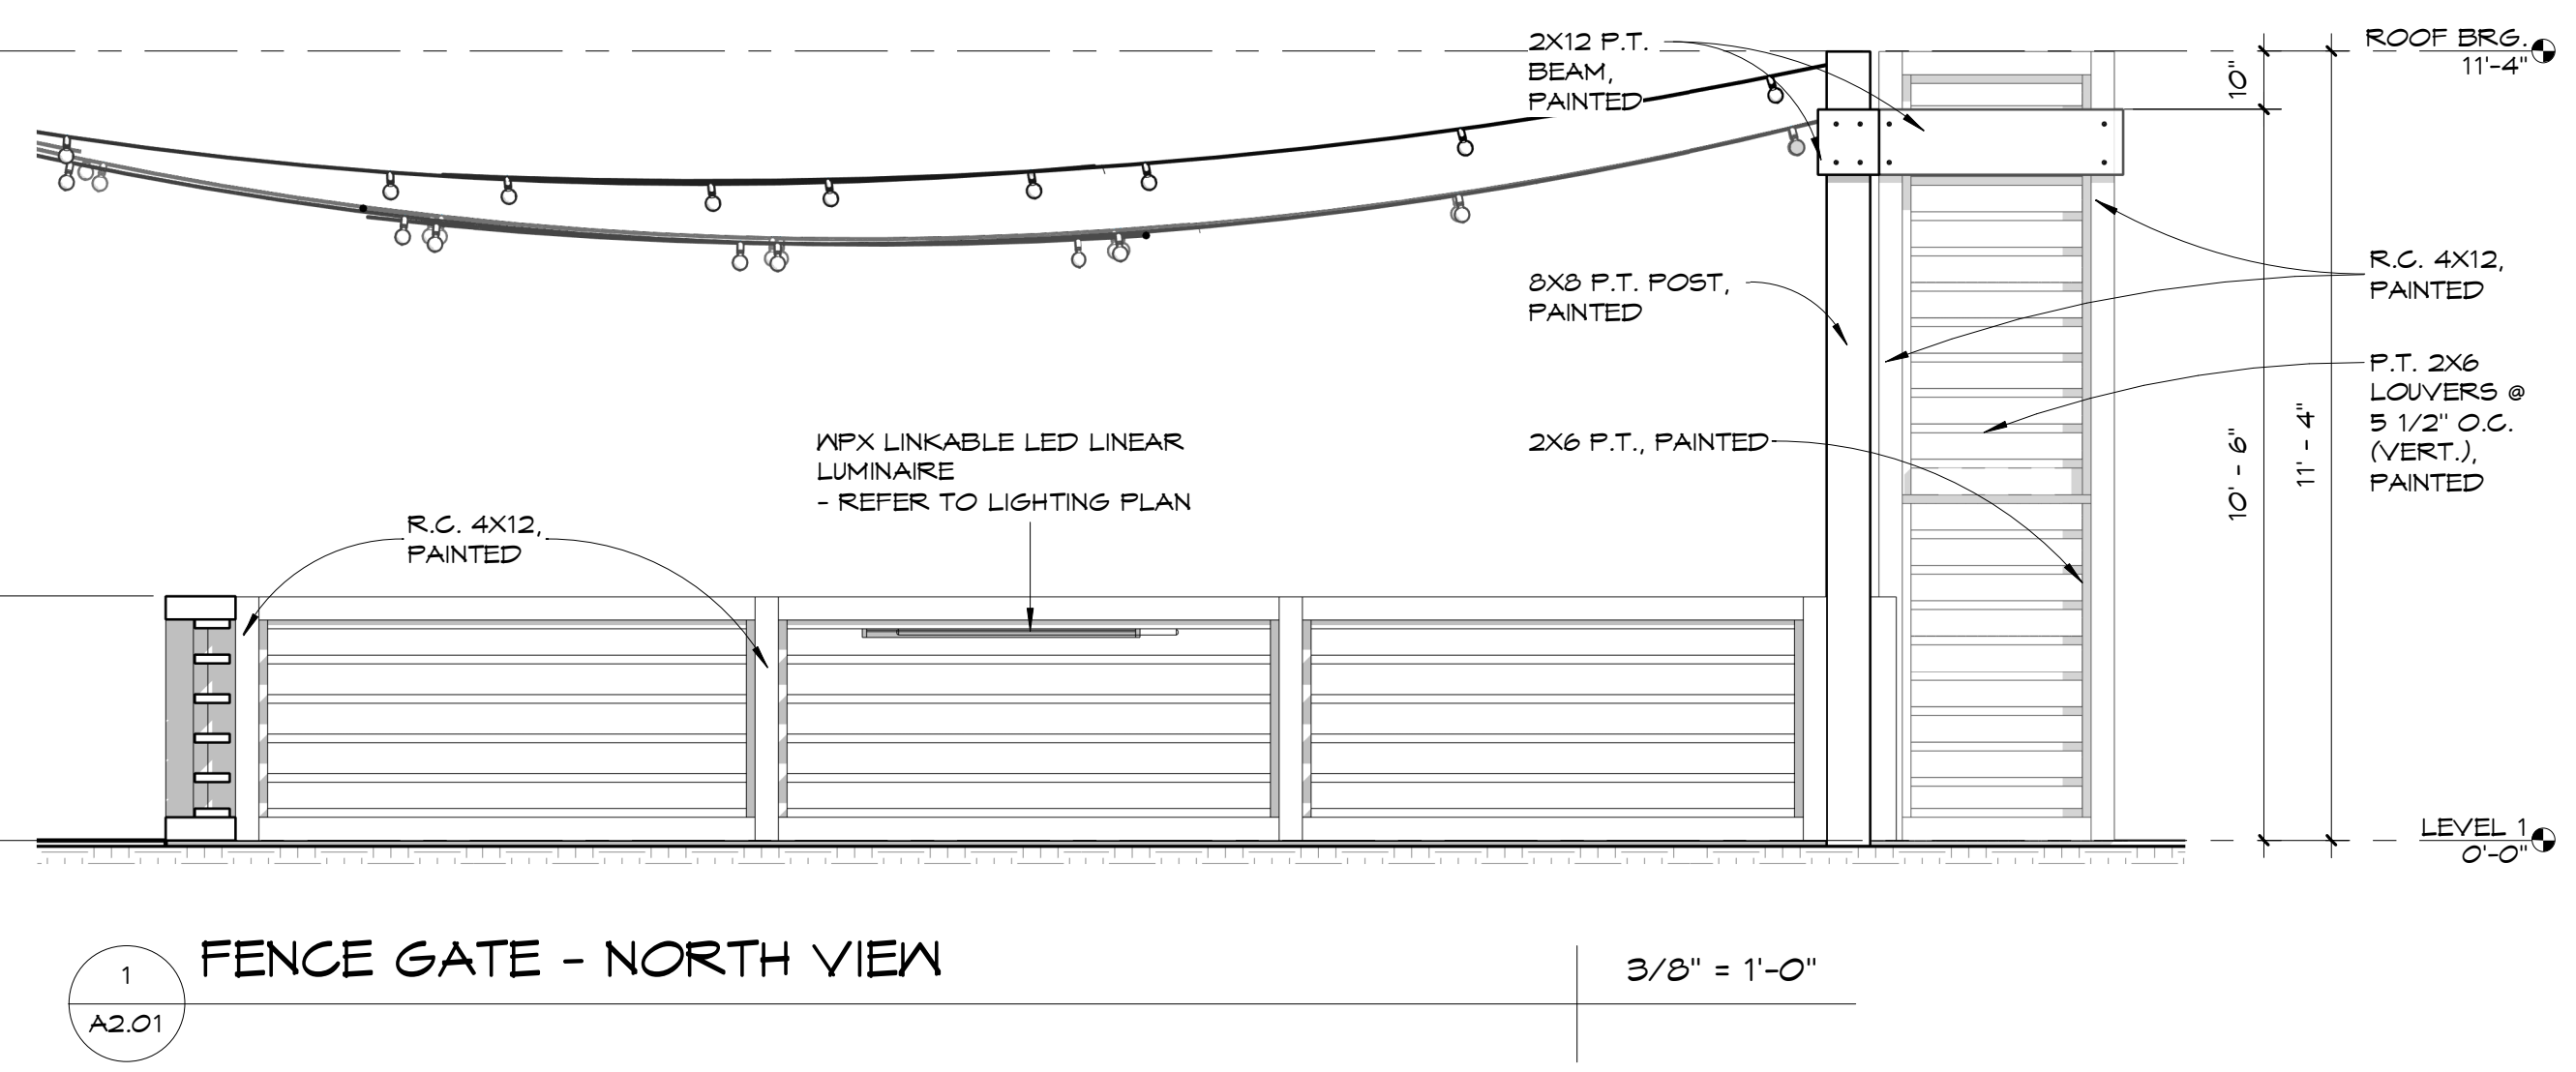 2X12 P.T.
BEAM,
PAINTED
ROOF BRG.
11'-4"
10"
8X8 P.T. POST,
PAINTED
R.C. 4X12,
PAINTED
P.T. 2X6
LOUVERS @
5 1/2" O.C.
(VERT.),
PAINTED
2X6 P.T., PAINTED
10' - 6"
11' - 4"
WPX LINKABLE LED LINEAR
LUMINAIRE
- REFER TO LIGHTING PLAN
R.C. 4X12,
PAINTED
LEVEL 1
0'-0"
1
A2.01
FENCE GATE - NORTH VIEW
3/8" = 1'-0"